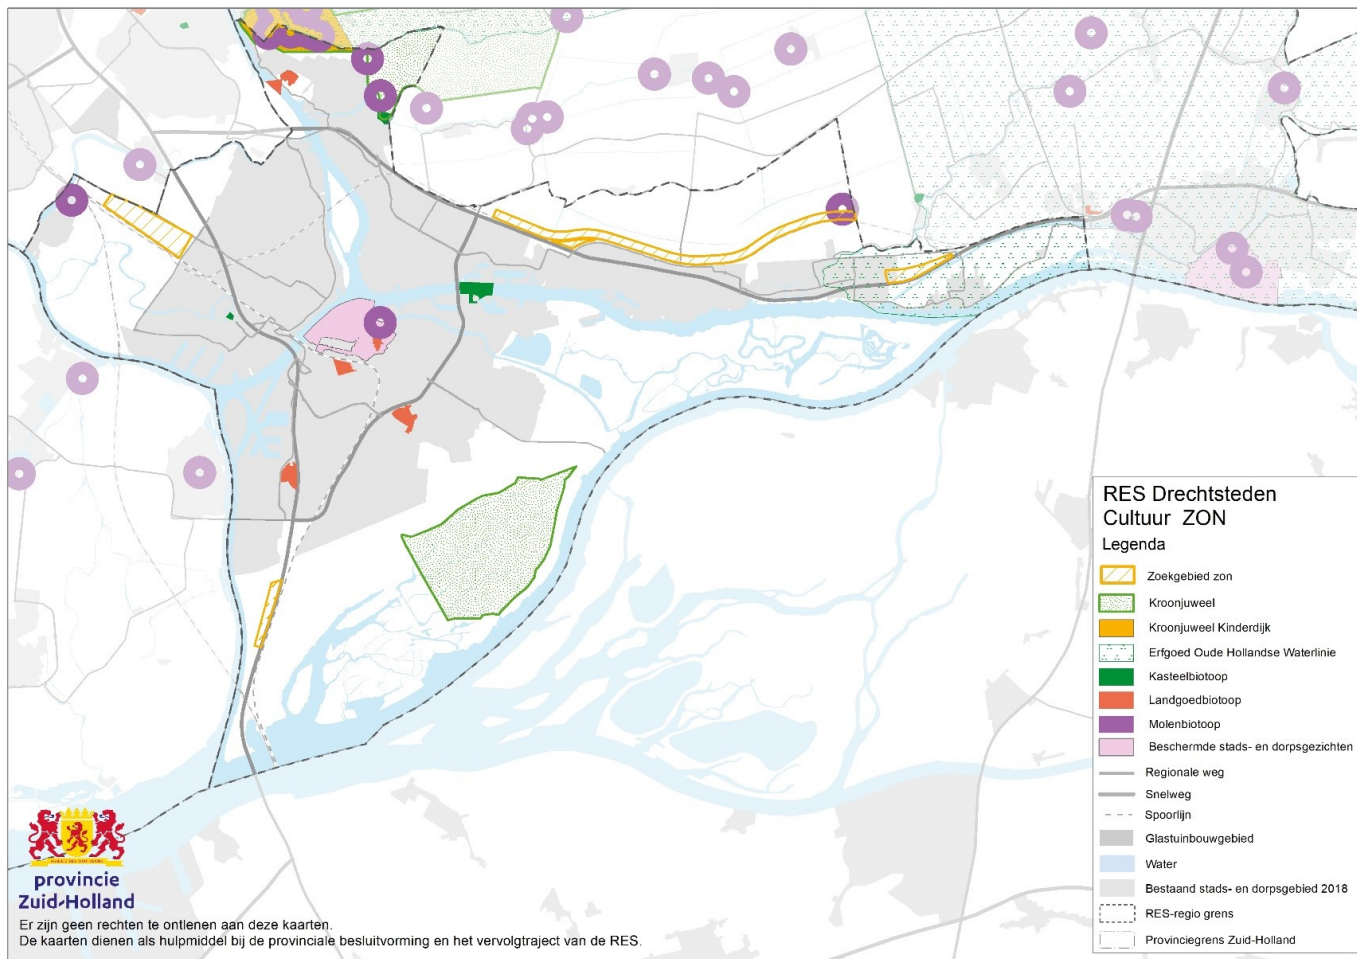 RES Drechtsteden
Cultuur ZON
Legenda
Zoekgebied zon
Kroonjuweel
Kroonjuweel Kinderdijk
Erfgoed Oude Hollandse Waterlinie
Kasteelbiotoop
Landgoedbiotoop
Molenbiotoop
Beschermde stads- en dorpsgezichten
Regionale weg
Snelweg
Spoorlijn
Glastuinbouwgebied
Water
Bestaand stads- en dorpsgebied 2018
RES-regio grens
Provinciegrens Zuid-Holland
provincie
Zuid-Holland
Er zijn geen rechten te ontlenen aan deze kaarten.
De kaarten dienen als hulpmiddel bij de provinciale besluitvorming en het vervolgtraject van de RES.